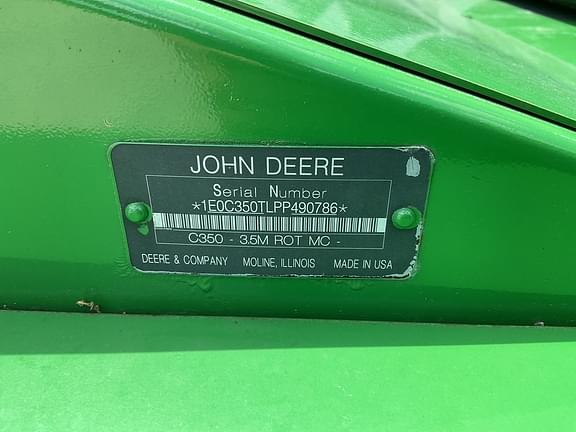 JOHN DEERE
Serial Number
*1E0C350TLPP490786*
C350 - 3.5M ROT MC -
DEERE & COMPANY MOLINE, ILLINOIS MADE IN USA